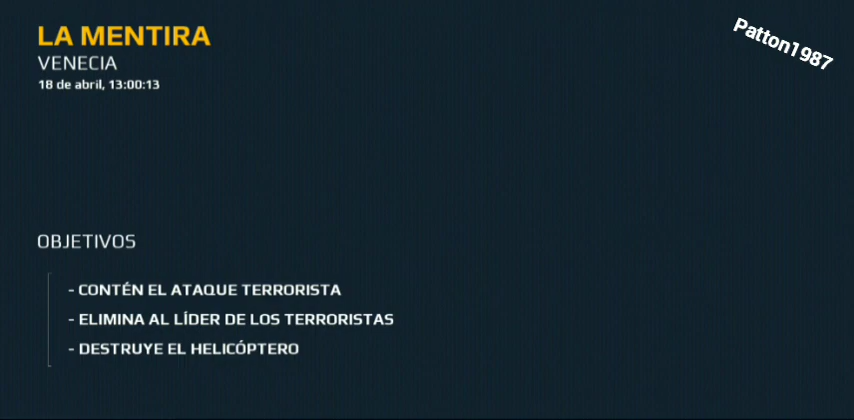 LA MENTIRA
VENECIA
18 de abril, 13:00:13
Patton1987
OBJETIVOS
- CONTÉN EL ATAQUE TERRORISTA
- ELIMINA AL LÍDER DE LOS TERRORISTAS
- DESTRUYE EL HELICÓPTERO